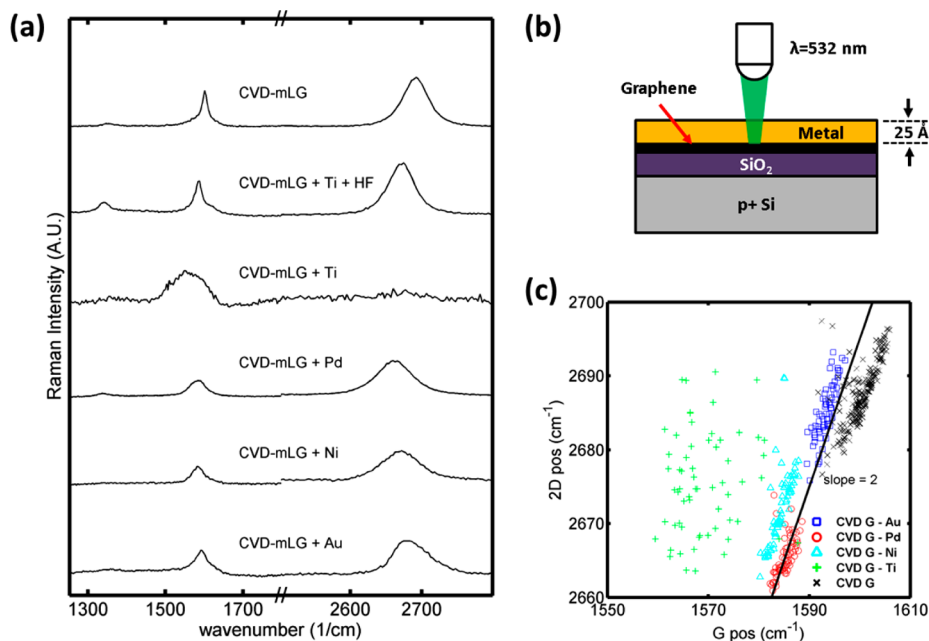 (a)
Raman Intensity (A.U.)
CVD-mLG
CVD-mLG + Ti + HF
CVD-mLG + Ti
CVD-mLG + Pd
CVD-mLG + Ni
CVD-mLG + Au
1300 1500 1700 2600 2700
wavenumber (1/cm)
(b)
λ=532 nm
Graphene
Metal
25 Å
SiO₂
p+ Si
(c)
2D pos (cm⁻¹)
2700
2690
2680
2670
2660
slope = 2
CVD G - Au
CVD G - Pd
CVD G - Ni
CVD G - Ti
CVD G
1550 1570 1590 1610
G pos (cm⁻¹)